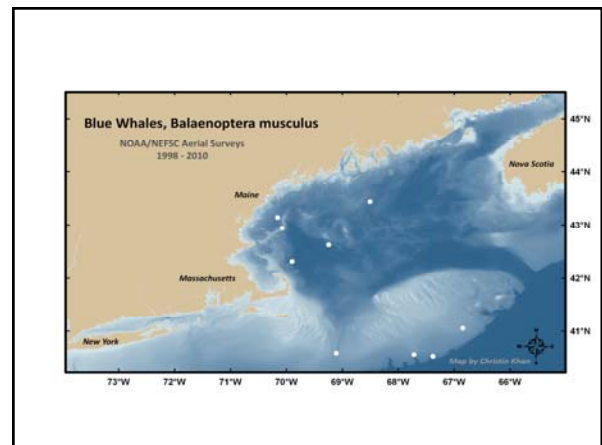 Blue Whales, Balaenoptera musculus
NOAA/NEFSC Aerial Surveys
1998 - 2010
Maine
Nova Scotia
Massachusetts
New York
Map by Christin Khan
45°N
44°N
43°N
42°N
41°N
73°W 72°W 71°W 70°W 69°W 68°W 67°W 66°W